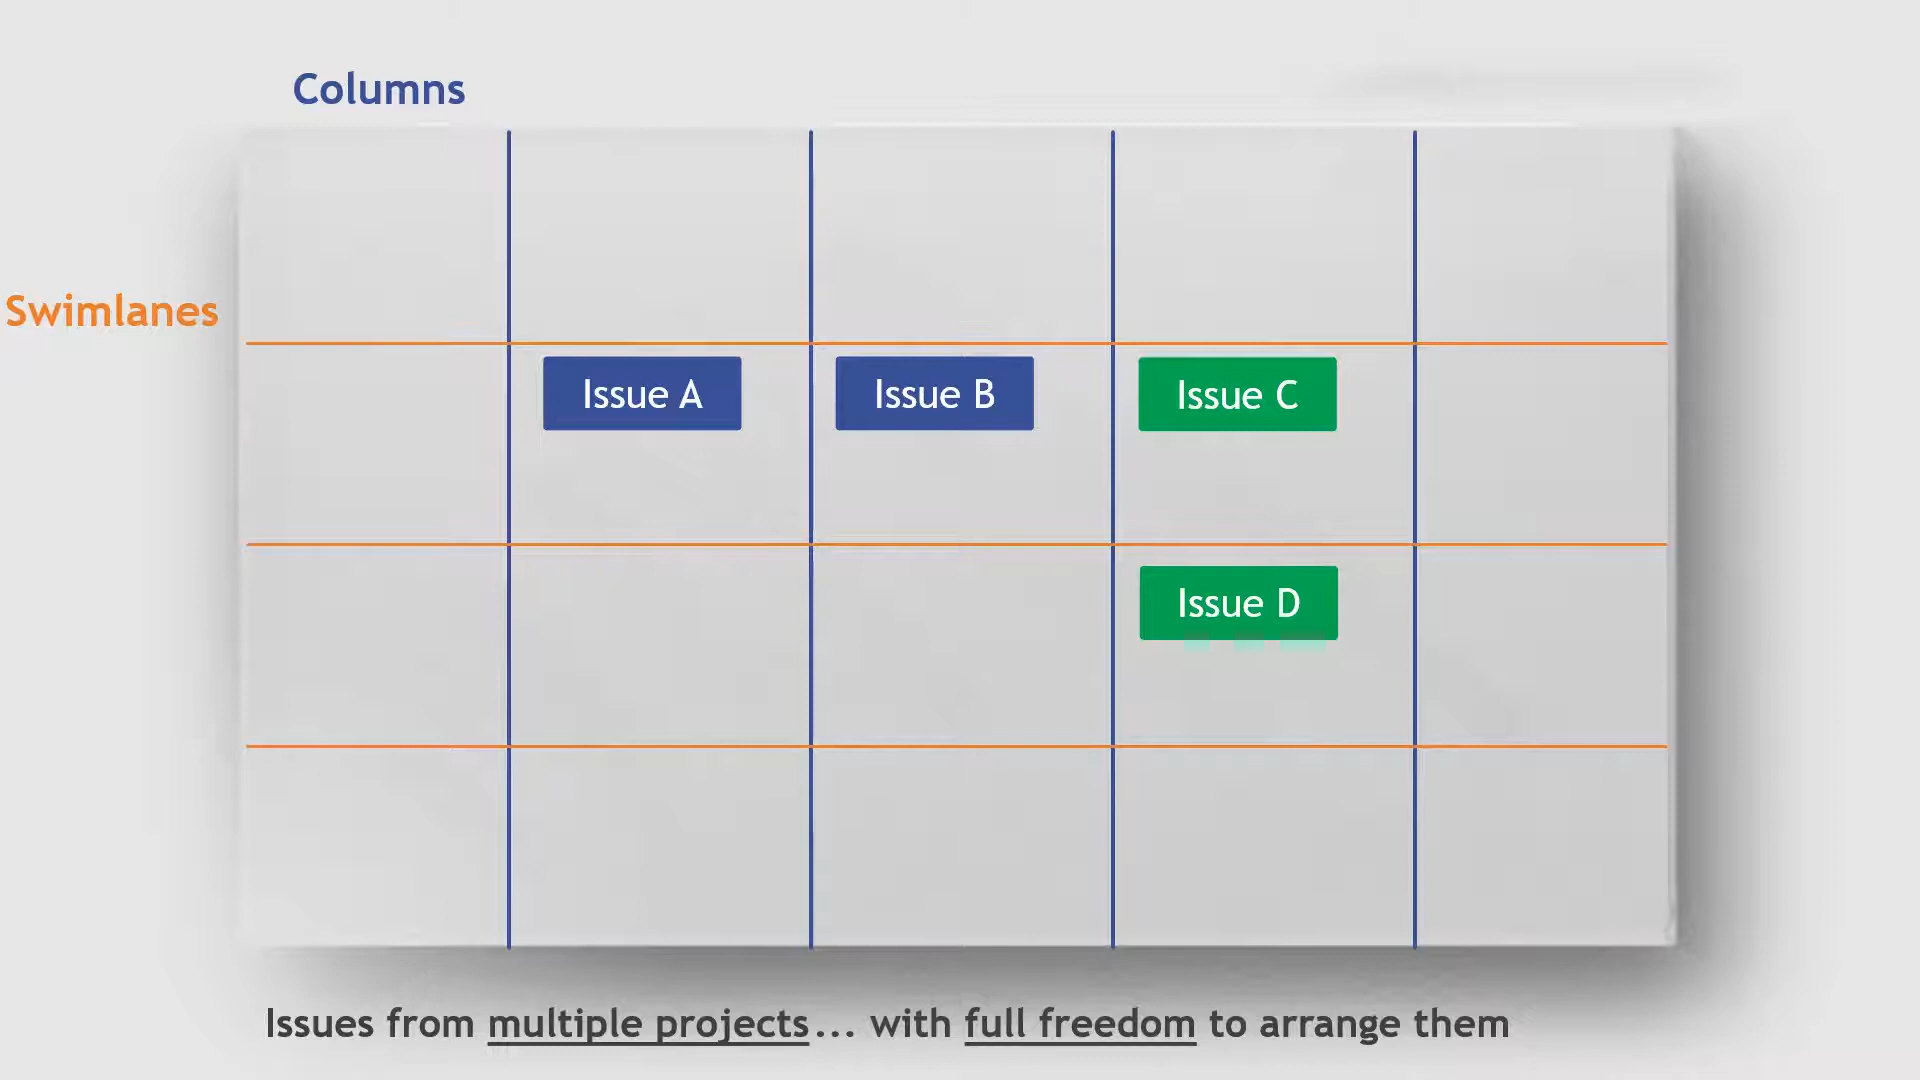 Columns
Swimlanes
Issue A
Issue B
Issue C
Issue D
Issues from multiple projects... with full freedom to arrange them